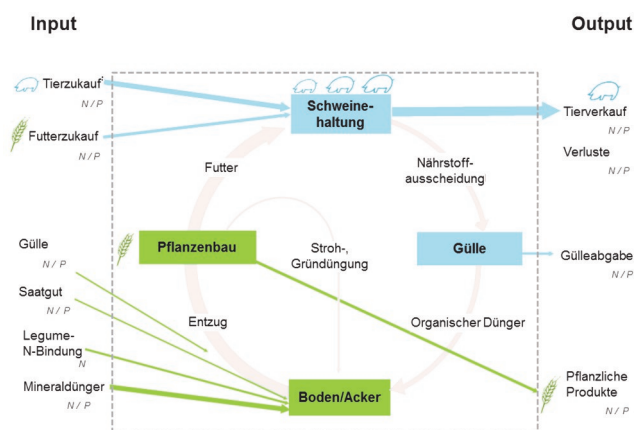 Input
Output
Tierzukauf
N / P
Schweine-
haltung
Tierverkauf
N / P
Futterzukauf
N / P
Verluste
N / P
Futter
Nährstoff-
ausscheidung
Gülle
N / P
Pflanzenbau
Stroh-,
Gründüngung
Gülle
Gülleabgabe
N / P
Saatgut
N / P
Entzug
Organischer Dünger
Legume-
N-Bindung
N
Mineraldünger
N / P
Boden/Acker
Pflanzliche
Produkte
N / P